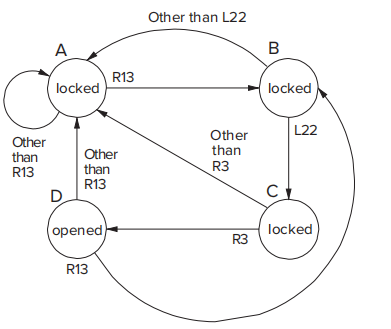 Other than L22
A
B
locked
R13
locked
L22
Other
than
R13
Other
than
R13
Other
than
R3
D
C
opened
R3
locked
R13